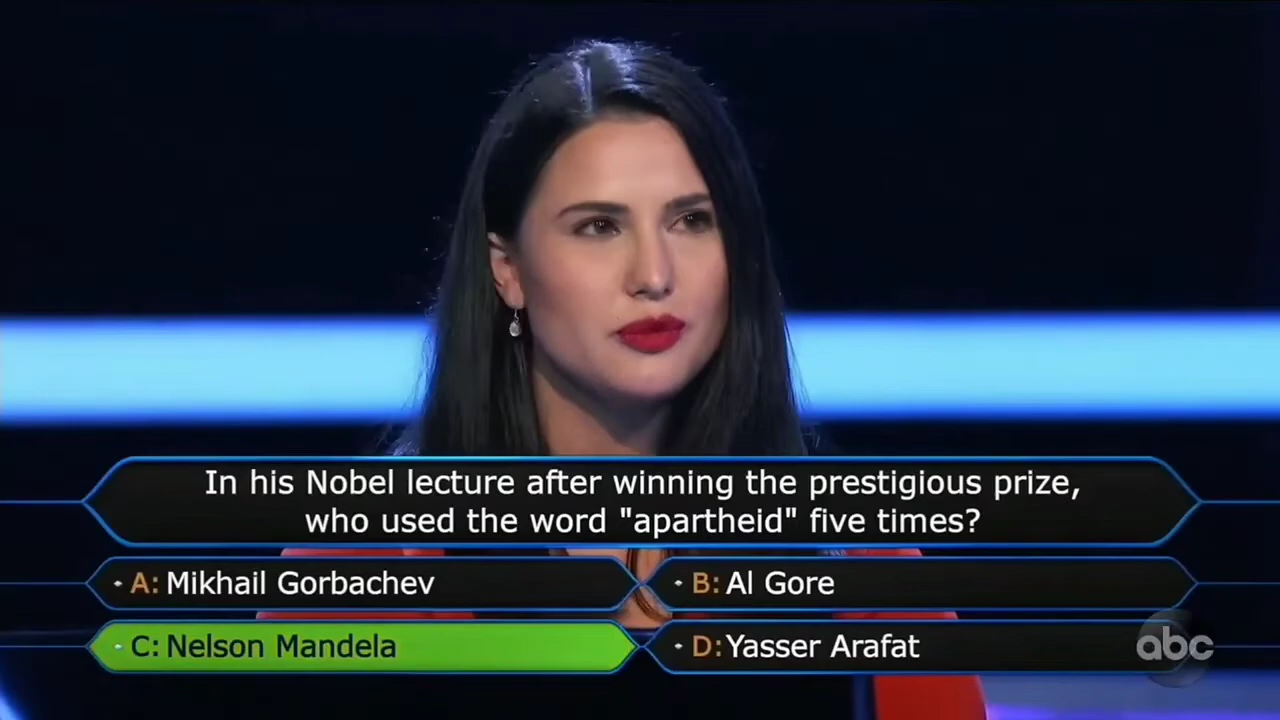 In his Nobel lecture after winning the prestigious prize,
who used the word "apartheid" five times?
A: Mikhail Gorbachev
B: Al Gore
C: Nelson Mandela
D: Yasser Arafat
abc